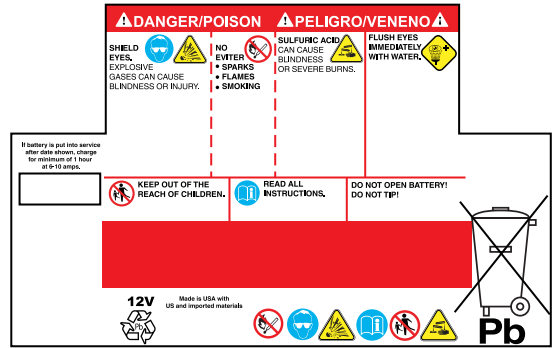 DANGER/POISON
PELIGRO/VENENO
SHIELD
EYES.
EXPLOSIVE
GASES CAN CAUSE
BLINDNESS OR INJURY.
NO
EVITER
• SPARKS
• FLAMES
• SMOKING
SULFURIC ACID
CAN CAUSE
BLINDNESS
OR SEVERE BURNS.
FLUSH EYES
IMMEDIATELY
WITH WATER.
If battery is put into service
after date shown, charge
for minimum of 1 hour
at 6-10 amps.
KEEP OUT OF THE
REACH OF CHILDREN.
READ ALL
INSTRUCTIONS.
DO NOT OPEN BATTERY!
DO NOT TIP!
12V
Pb
Made is USA with
US and imported materials
Pb